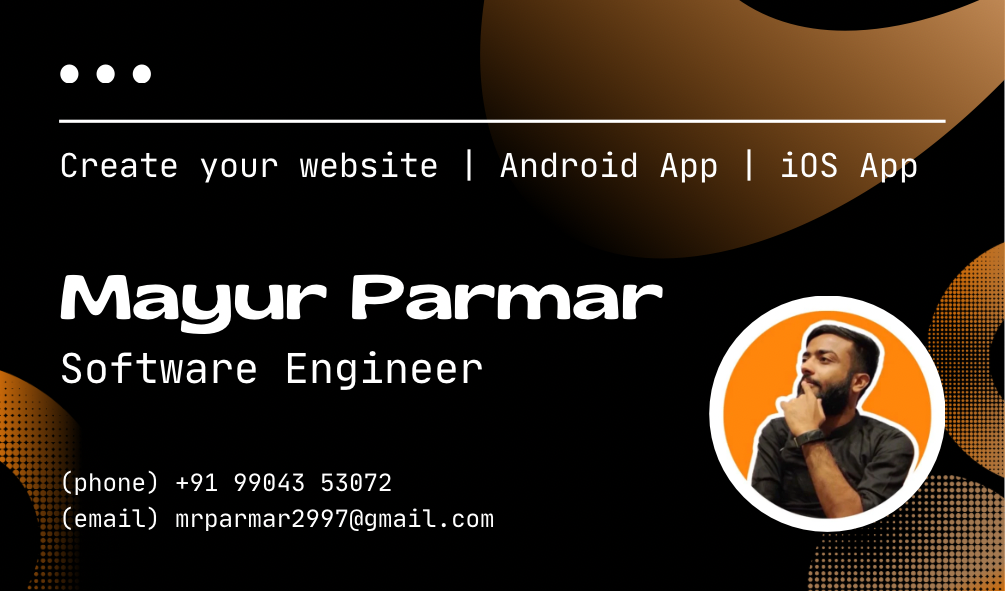 Create your website | Android App | iOS App
Mayur Parmar
Software Engineer
(phone) +91 99043 53072
(email) mrparmar2997@gmail.com